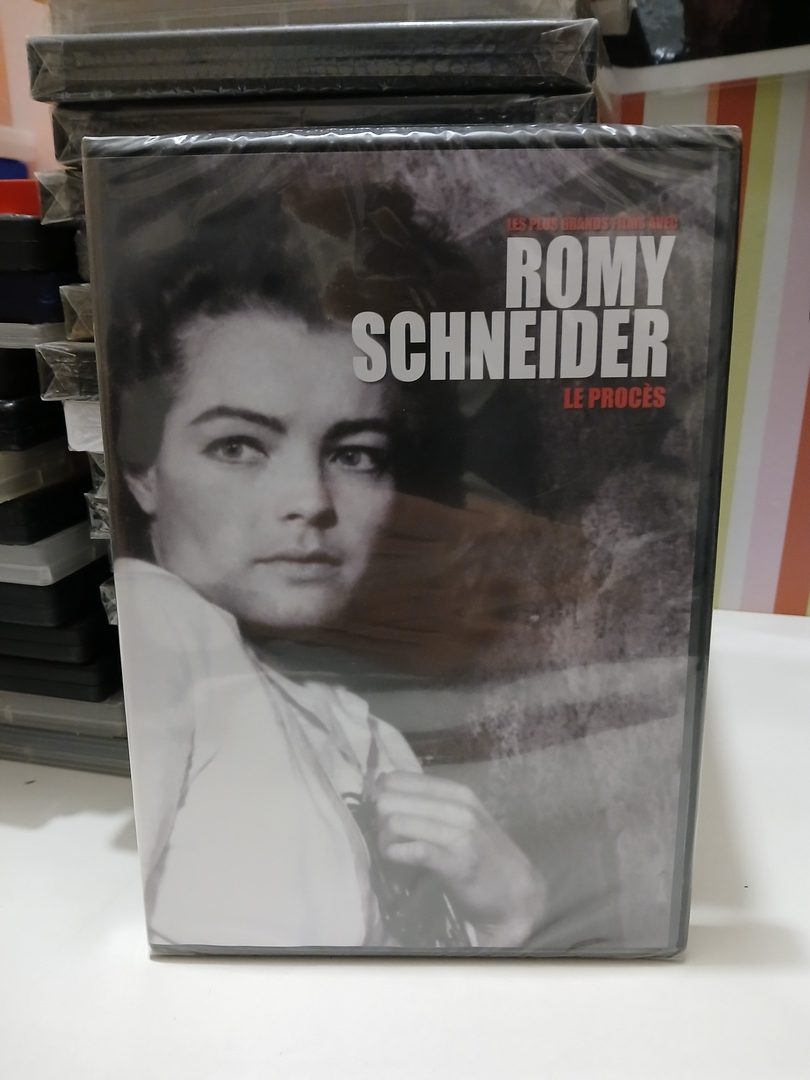 LES PLUS GRANDS FILMS AVEC
ROMY
SCHNEIDER
LE PROCÈS